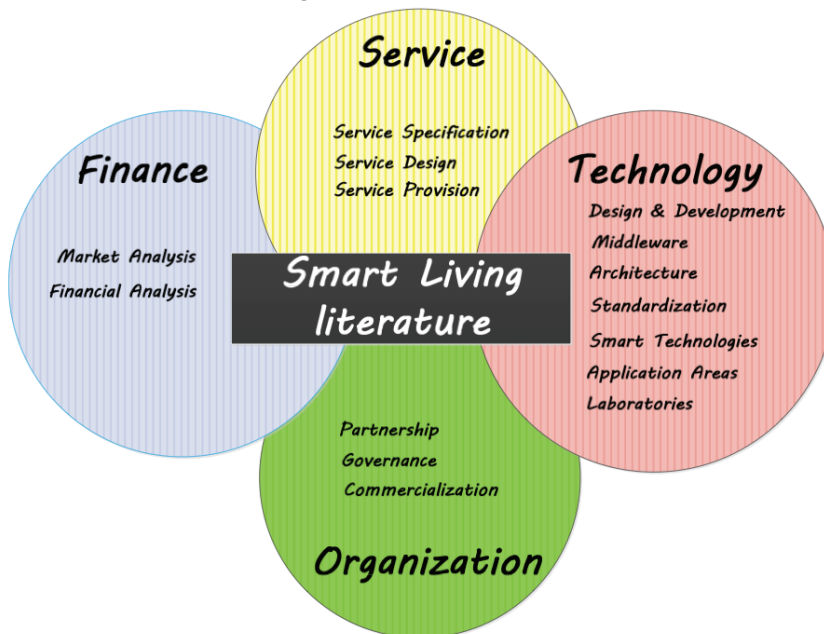 Service
Service Specification
Service Design
Service Provision
Finance
Market Analysis
Financial Analysis
Technology
Design & Development
Middleware
Architecture
Standardization
Smart Technologies
Application Areas
Laboratories
Smart Living
literature
Partnership
Governance
Commercialization
Organization